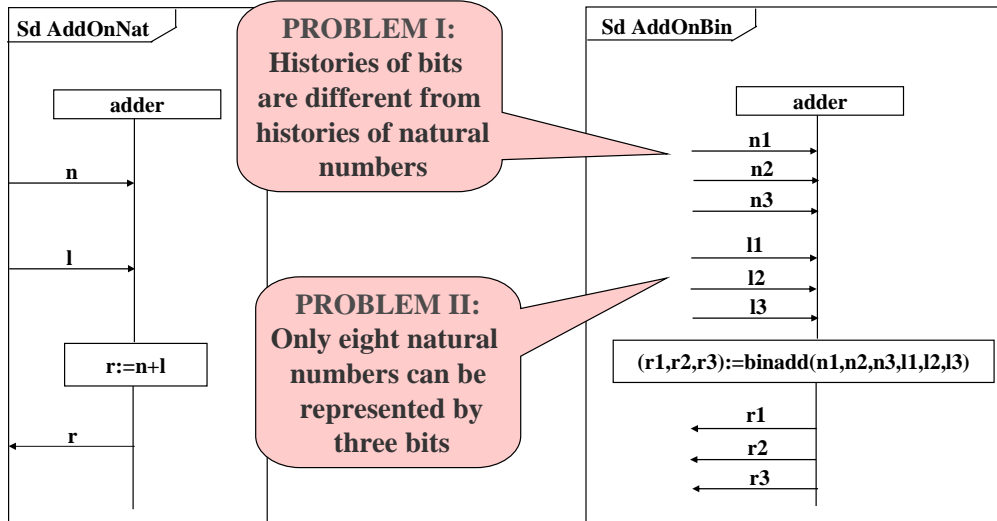 Sd AddOnNat
adder
n
l
r:=n+l
r
PROBLEM I:
Histories of bits
are different from
histories of natural
numbers
PROBLEM II:
Only eight natural
numbers can be
represented by
three bits
Sd AddOnBin
adder
n1
n2
n3
l1
l2
l3
(r1,r2,r3):=binadd(n1,n2,n3,l1,l2,l3)
r1
r2
r3